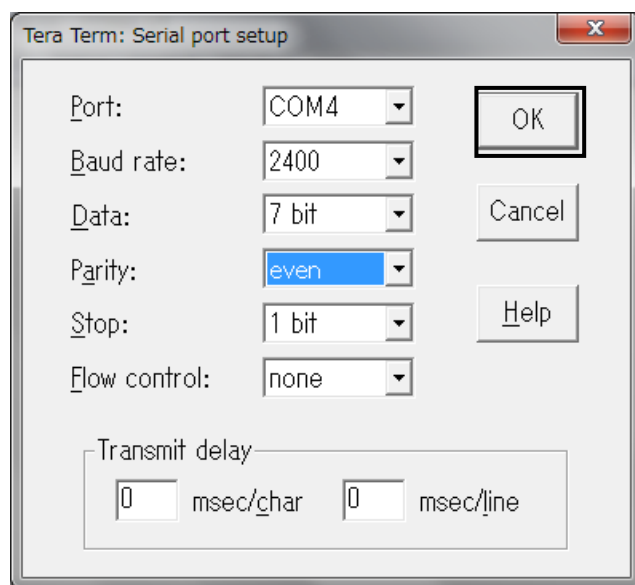 Tera Term: Serial port setup
Port: COM4
OK
Baud rate: 2400
Data: 7 bit
Cancel
Parity: even
Stop: 1 bit
Help
Flow control: none
Transmit delay
0 msec/char 0 msec/line